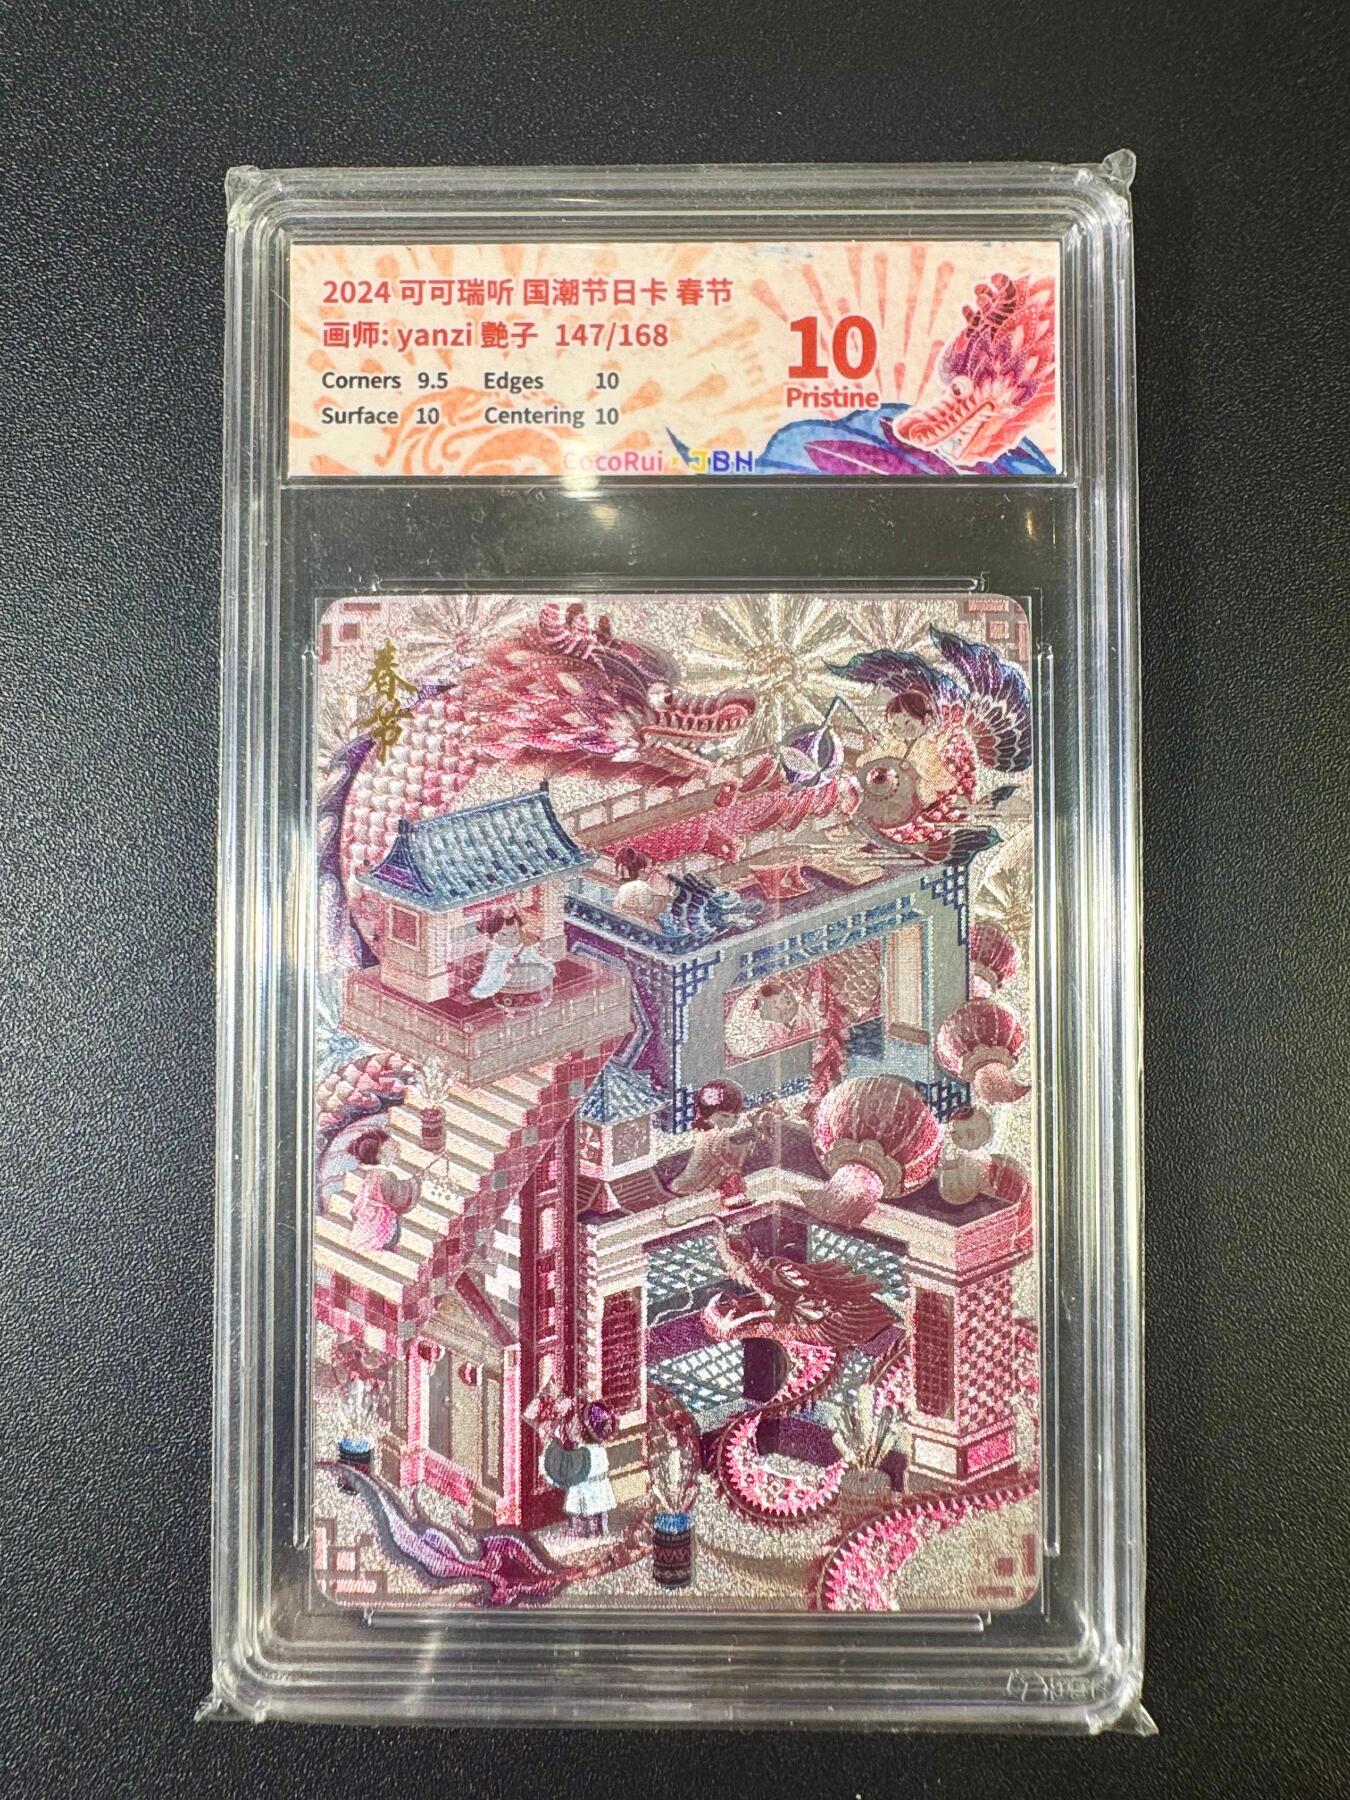 2024 可可瑞听 国潮节日卡 春节
画师: yanzi 艷子 147/168
Corners 9.5 Edges 10
Surface 10 Centering 10
10
Pristine
CocoRui x JBH
春节